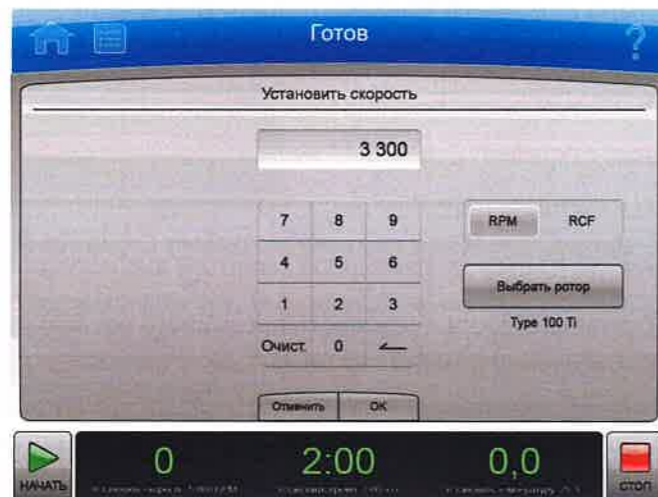 Готов
?
Установить скорость
3 300
7 8 9
RPM RCF
4 5 6
Выбрать ротор
1 2 3
Type 100 Ti
Очист. 0
Отменить OK
НАЧАТЬ 0 2:00 0,0 СТОП